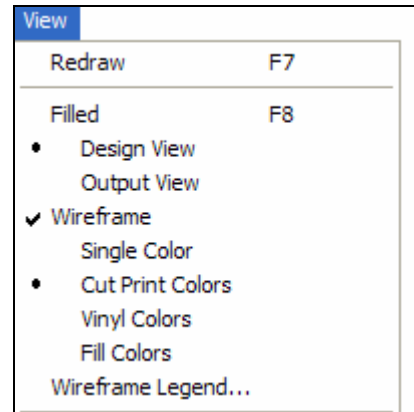 View
Redraw F7
Filled F8
Design View
Output View
Wireframe
Single Color
Cut Print Colors
Vinyl Colors
Fill Colors
Wireframe Legend...